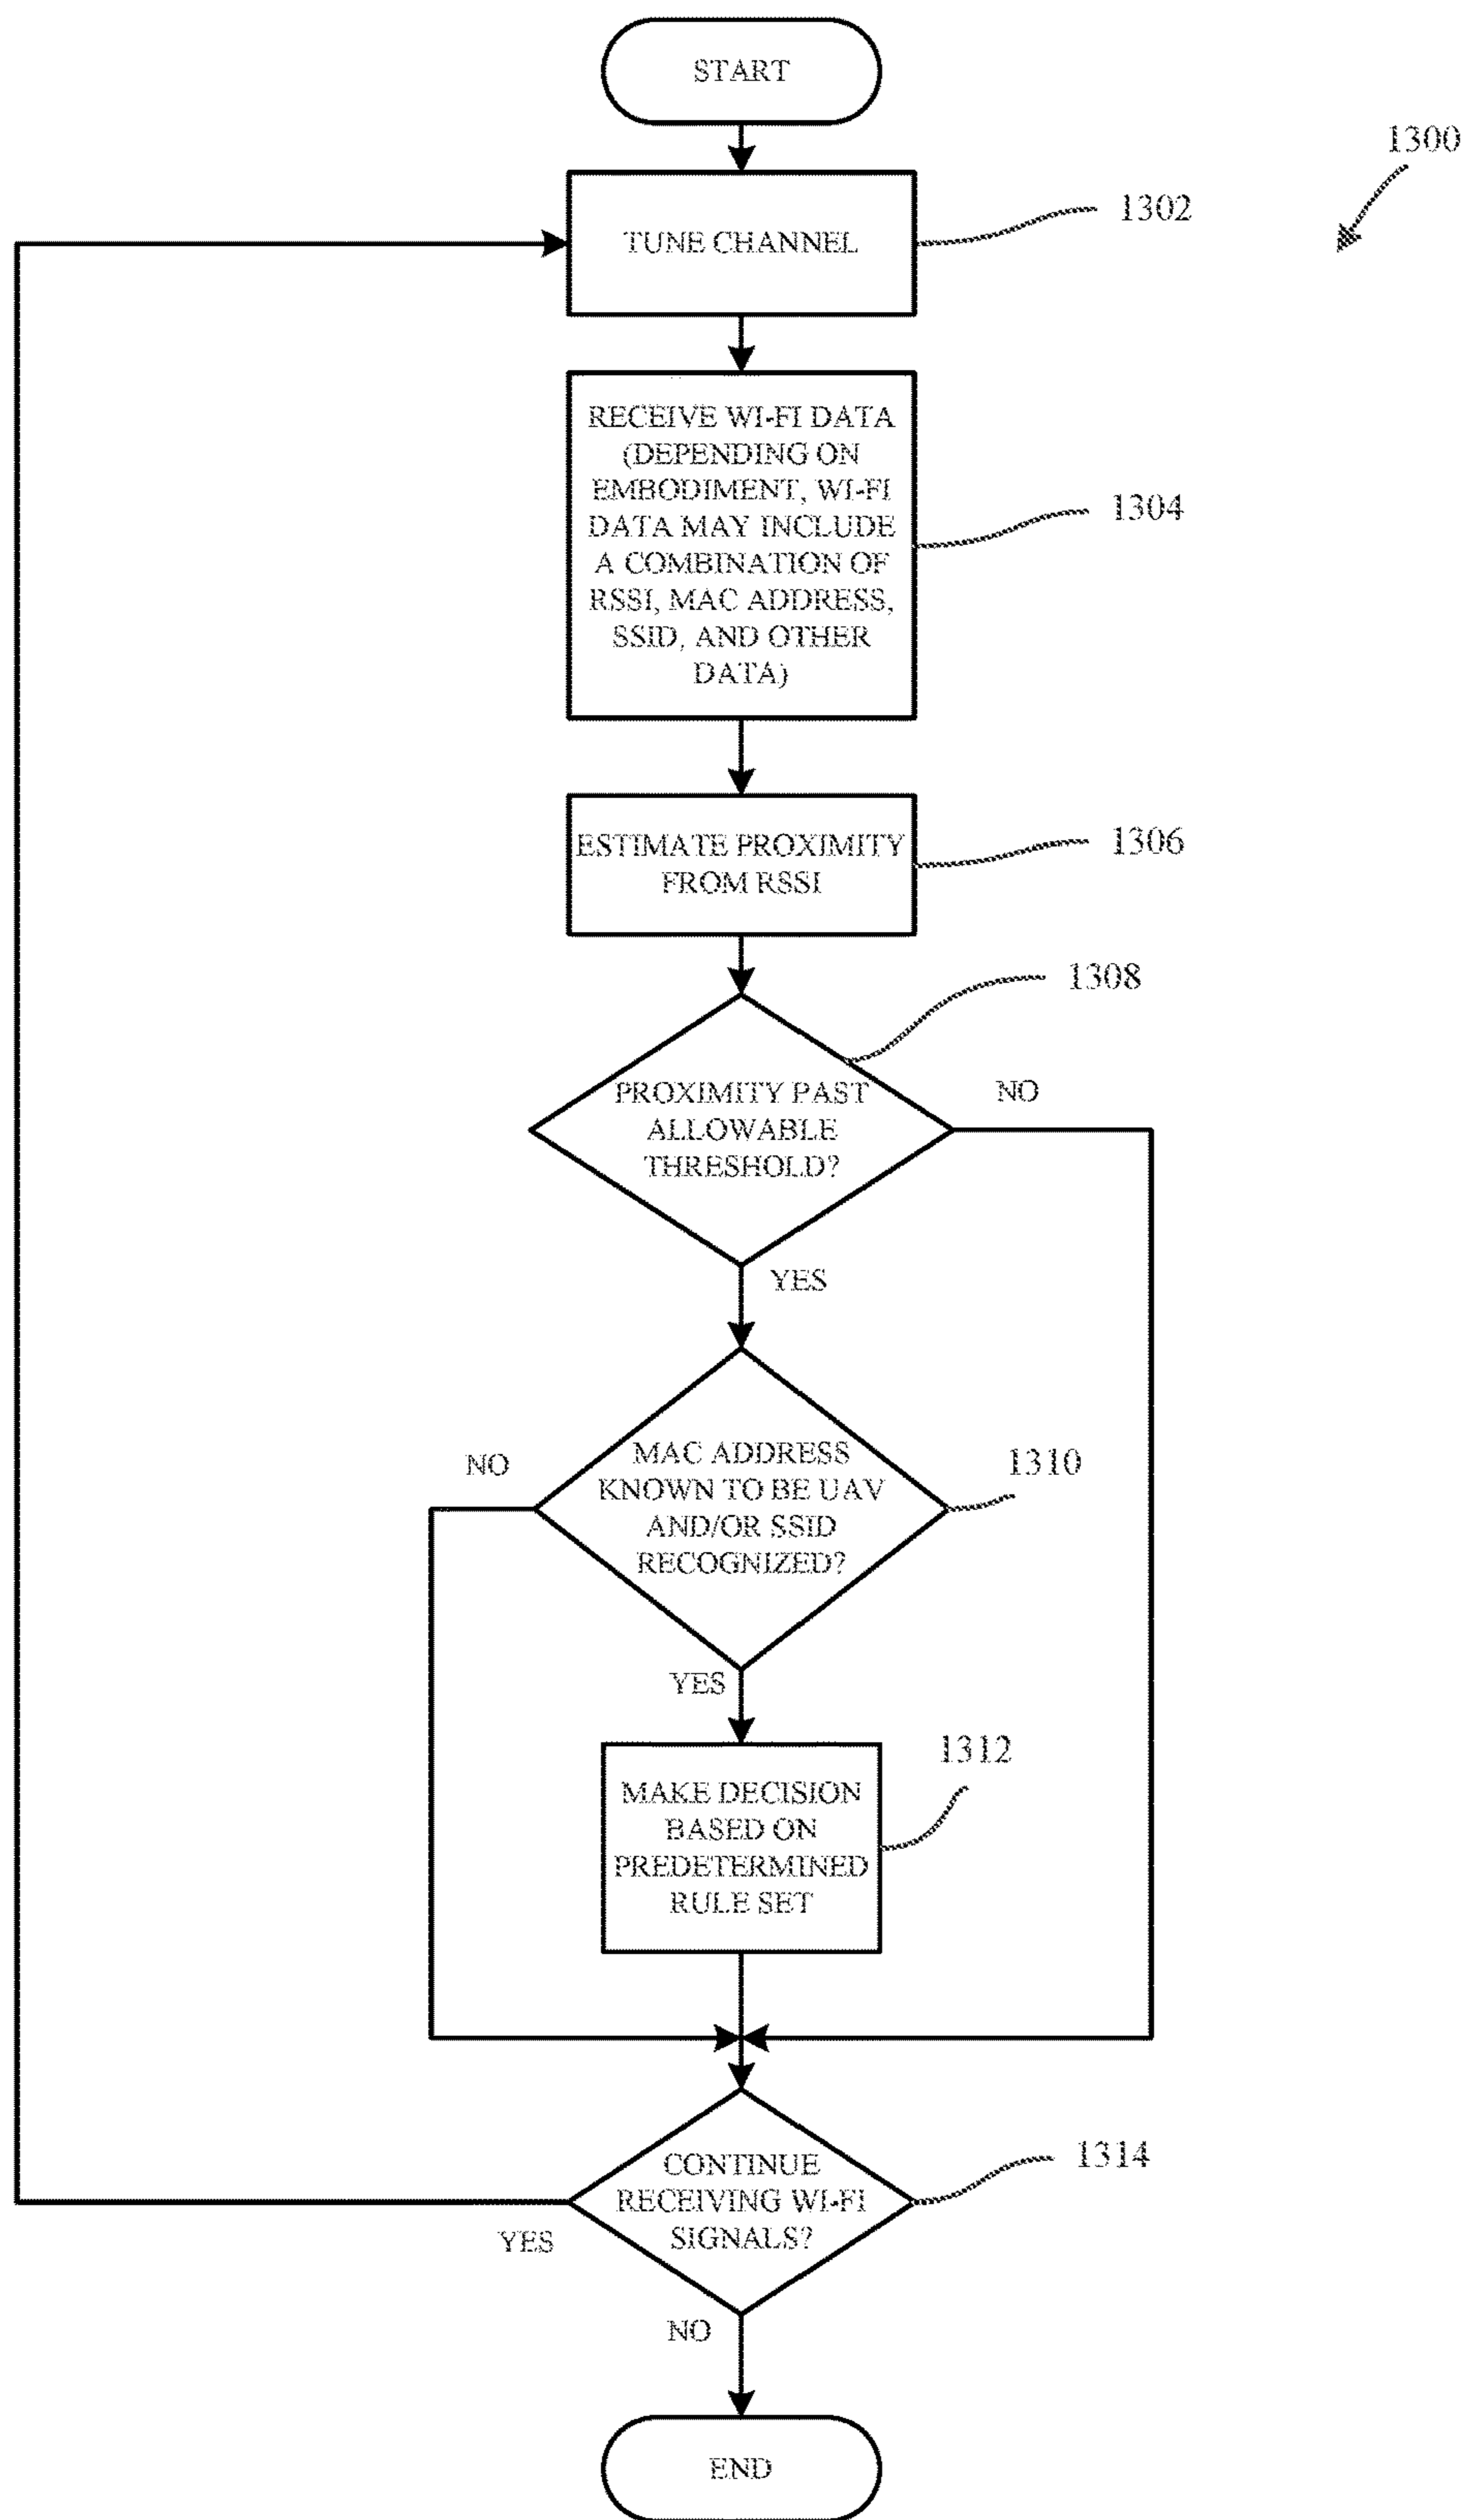 START
1300
1302
TUNE CHANNEL
RECEIVE WI-FI DATA
(DEPENDING ON
EMBODIMENT, WI-FI
DATA MAY INCLUDE
A COMBINATION OF
RSSI, MAC ADDRESS,
SSID, AND OTHER
DATA)
1304
ESTIMATE PROXIMITY
FROM RSSI
1306
1308
PROXIMITY PAST
ALLOWABLE
THRESHOLD?
NO
YES
NO
MAC ADDRESS
KNOWN TO BE UAV
AND/OR SSID
RECOGNIZED?
1310
YES
1312
MAKE DECISION
BASED ON
PREDETERMINED
RULE SET
CONTINUE
RECEIVING WI-FI
SIGNALS?
1314
YES
NO
END